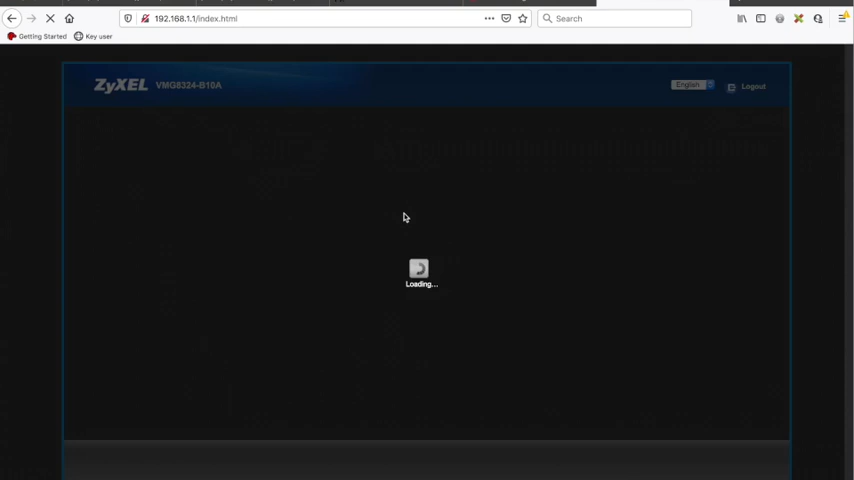 192.168.1.1/index.html
Search
Getting Started
Key user
ZyXEL VMG8324-B10A
English
Logout
Loading...